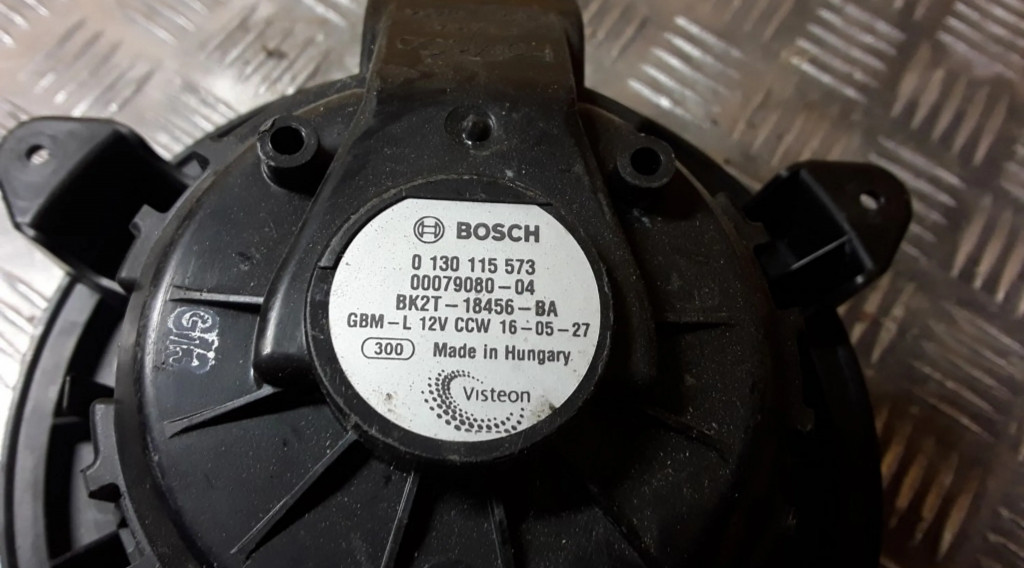 BOSCH
0 130 115 573
00079080-04
BK2T-18456-BA
GBM-L 12V CCW 16-05-27
300 Made in Hungary
Visteon